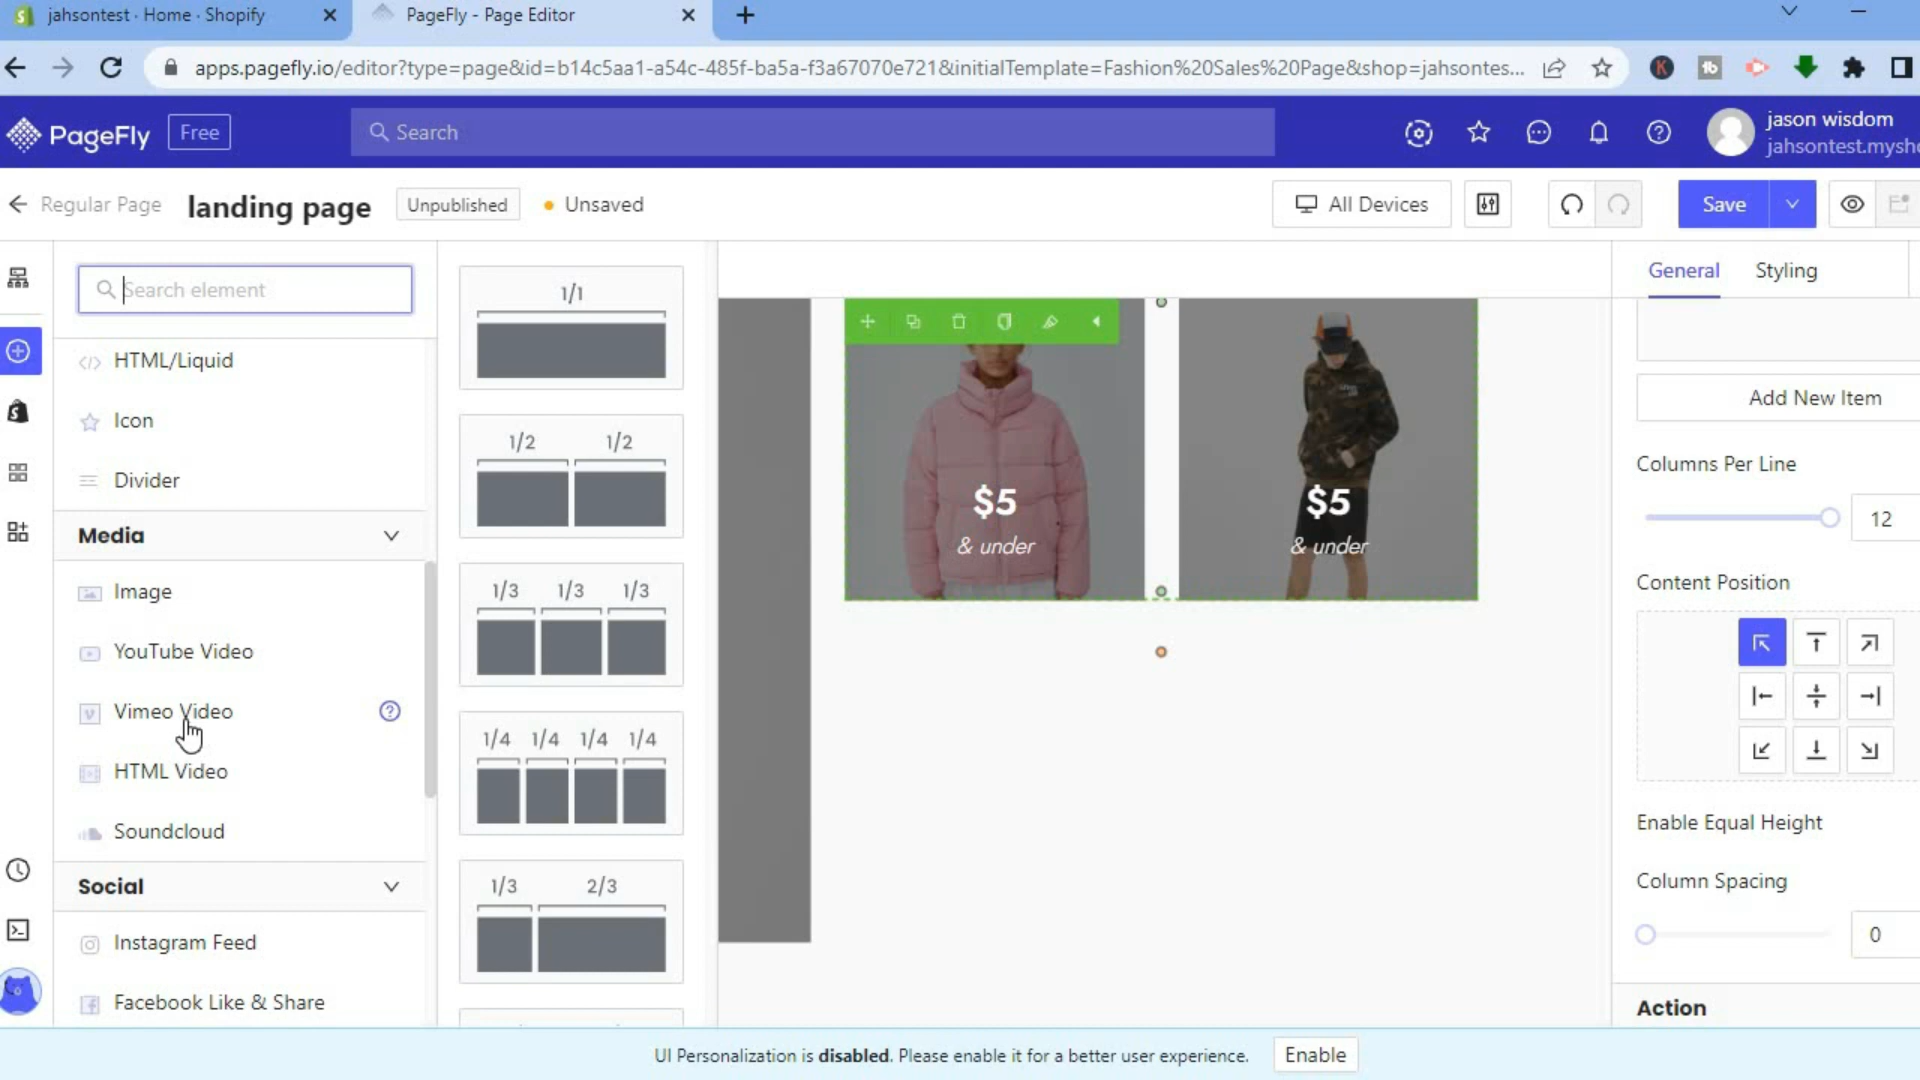 jahsontest · Home · Shopify
PageFly - Page Editor
apps.pagefly.io/editor?type=page&id=b14c5aa1-a54c-485f-ba5a-f3a67070e721&initialTemplate=Fashion%20Sales%20Page&shop=jahsontes...
PageFly
Free
Search
jason wisdom
jahsontest.mysho
Regular Page
landing page
Unpublished
Unsaved
All Devices
Save
Search element
HTML/Liquid
Icon
Divider
Media
Image
YouTube Video
Vimeo Video
HTML Video
Soundcloud
Social
Instagram Feed
Facebook Like & Share
1/1
1/2 1/2
1/3 1/3 1/3
1/4 1/4 1/4 1/4
1/3 2/3
$5
& under
$5
& under
General
Styling
Add New Item
Columns Per Line
12
Content Position
Enable Equal Height
Column Spacing
0
Action
UI Personalization is disabled. Please enable it for a better user experience.
Enable